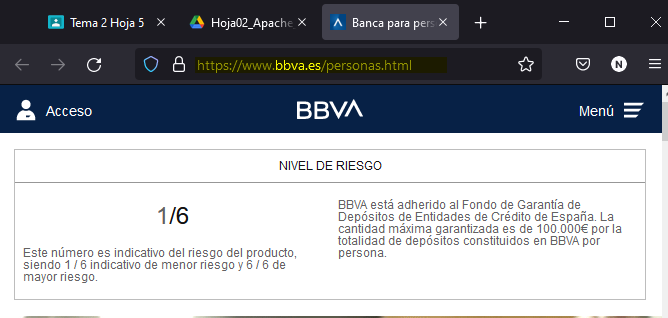 Tema 2 Hoja 5
Hoja02_Apache
Banca para pers
N
https://www.bbva.es/personas.html
Acceso
BBVA
Menú
NIVEL DE RIESGO
1/6
Este número es indicativo del riesgo del producto,
siendo 1 / 6 indicativo de menor riesgo y 6 / 6 de
mayor riesgo.
BBVA está adherido al Fondo de Garantía de
Depósitos de Entidades de Crédito de España. La
cantidad máxima garantizada es de 100.000€ por la
totalidad de depósitos constituidos en BBVA por
persona.